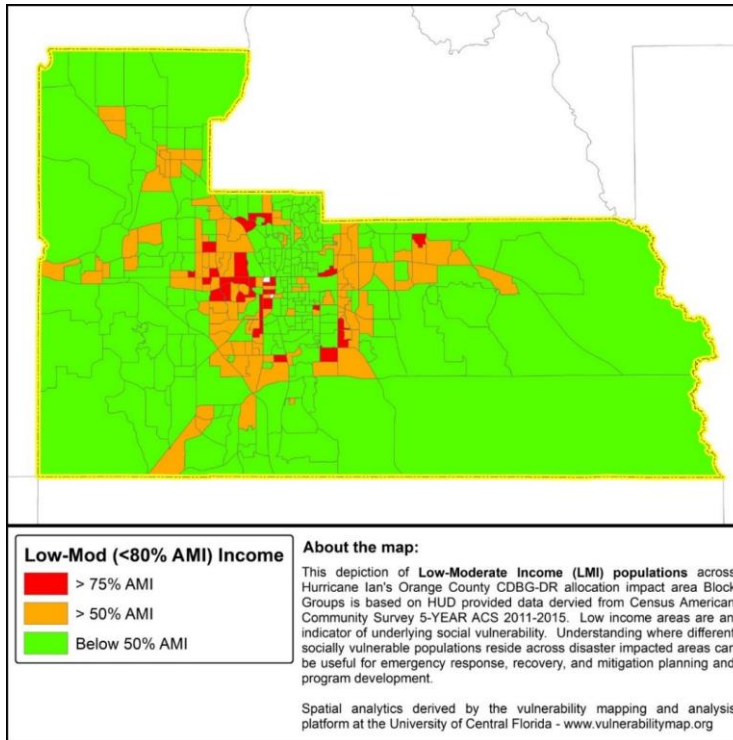 Low-Mod (<80% AMI) Income
> 75% AMI
> 50% AMI
Below 50% AMI
About the map:
This depiction of Low-Moderate Income (LMI) populations across
Hurricane Ian's Orange County CDBG-DR allocation impact area Block
Groups is based on HUD provided data dervied from Census American
Community Survey 5-YEAR ACS 2011-2015. Low income areas are an
indicator of underlying social vulnerability. Understanding where different
socially vulnerable populations reside across disaster impacted areas can
be useful for emergency response, recovery, and mitigation planning and
program development.
Spatial analytics derived by the vulnerability mapping and analysis
platform at the University of Central Florida - www.vulnerabilitymap.org